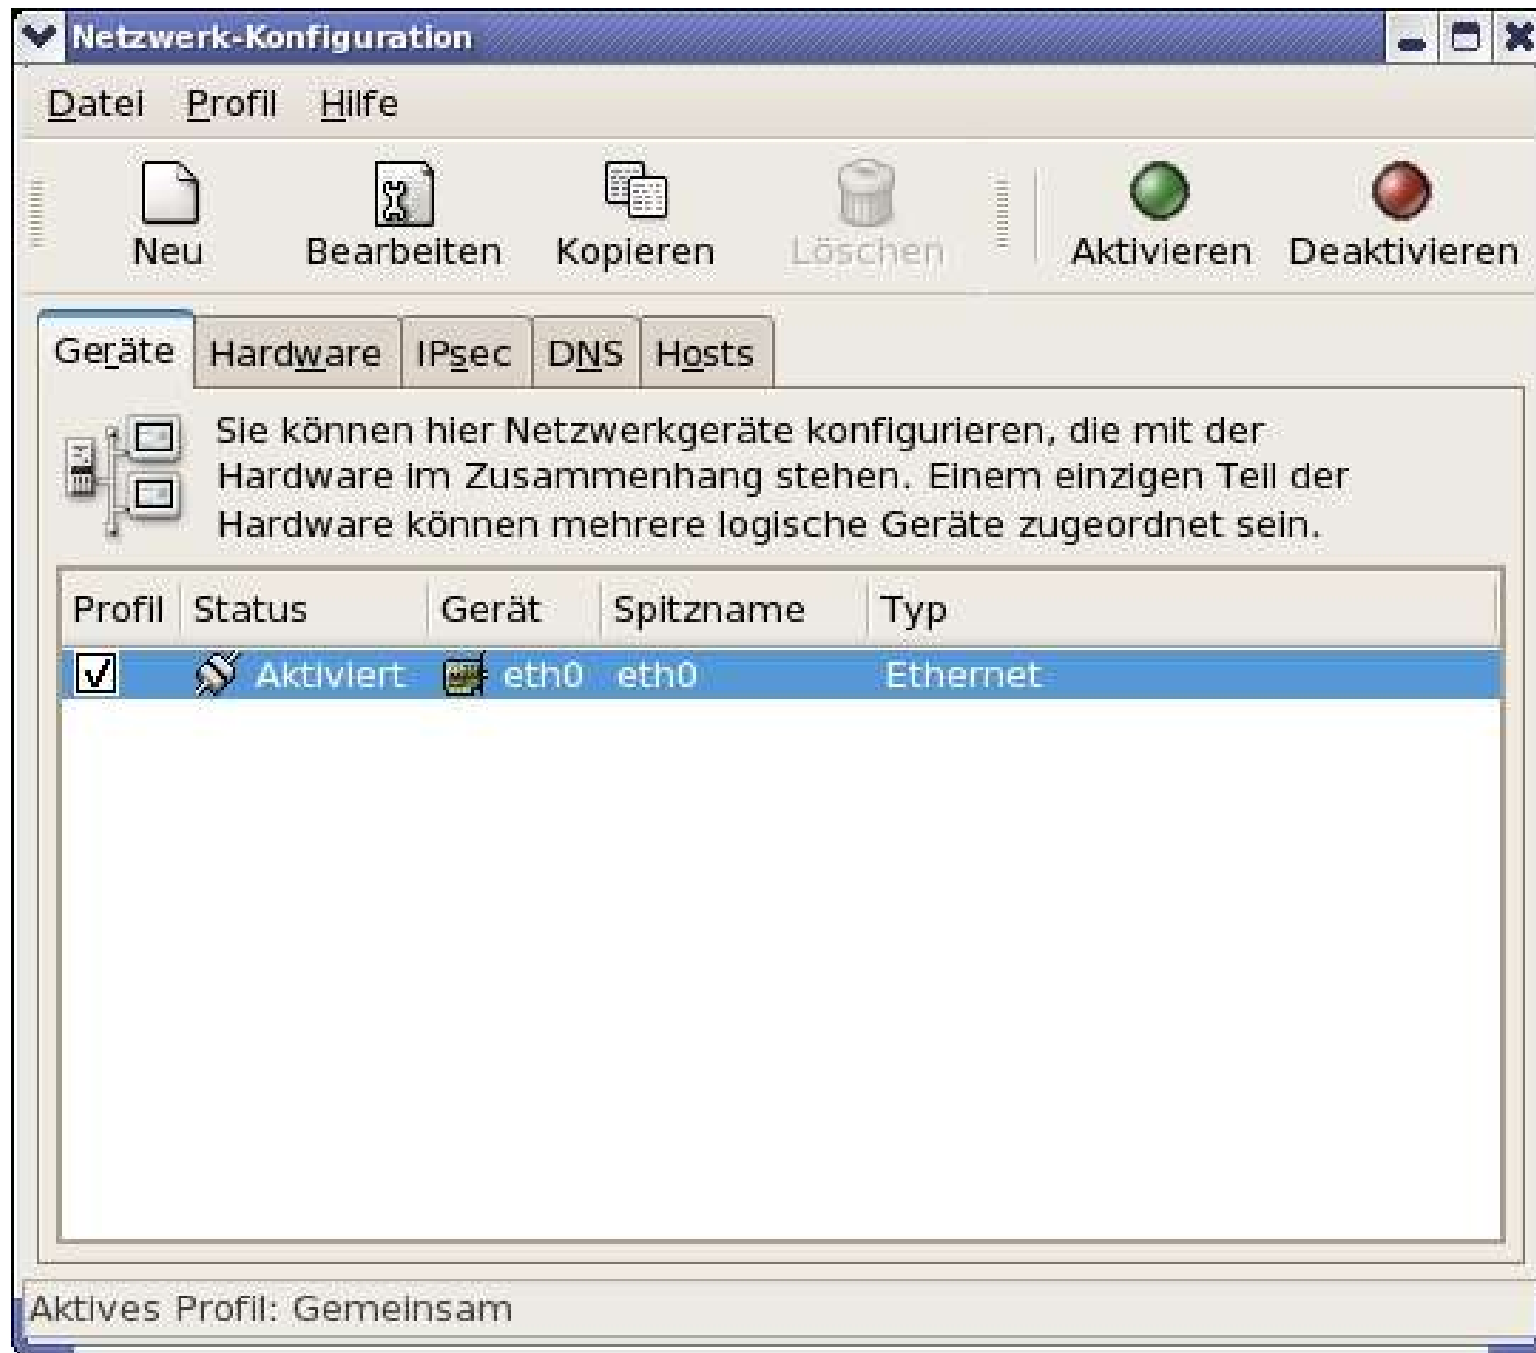 Netzwerk-Konfiguration
Datei Profil Hilfe
Neu Bearbeiten Kopieren Löschen Aktivieren Deaktivieren
Geräte Hardware IPsec DNS Hosts
Sie können hier Netzwerkgeräte konfigurieren, die mit der
Hardware im Zusammenhang stehen. Einem einzigen Teil der
Hardware können mehrere logische Geräte zugeordnet sein.
Profil Status Gerät Spitzname Typ
Aktiviert eth0 eth0 Ethernet
Aktives Profil: Gemeinsam